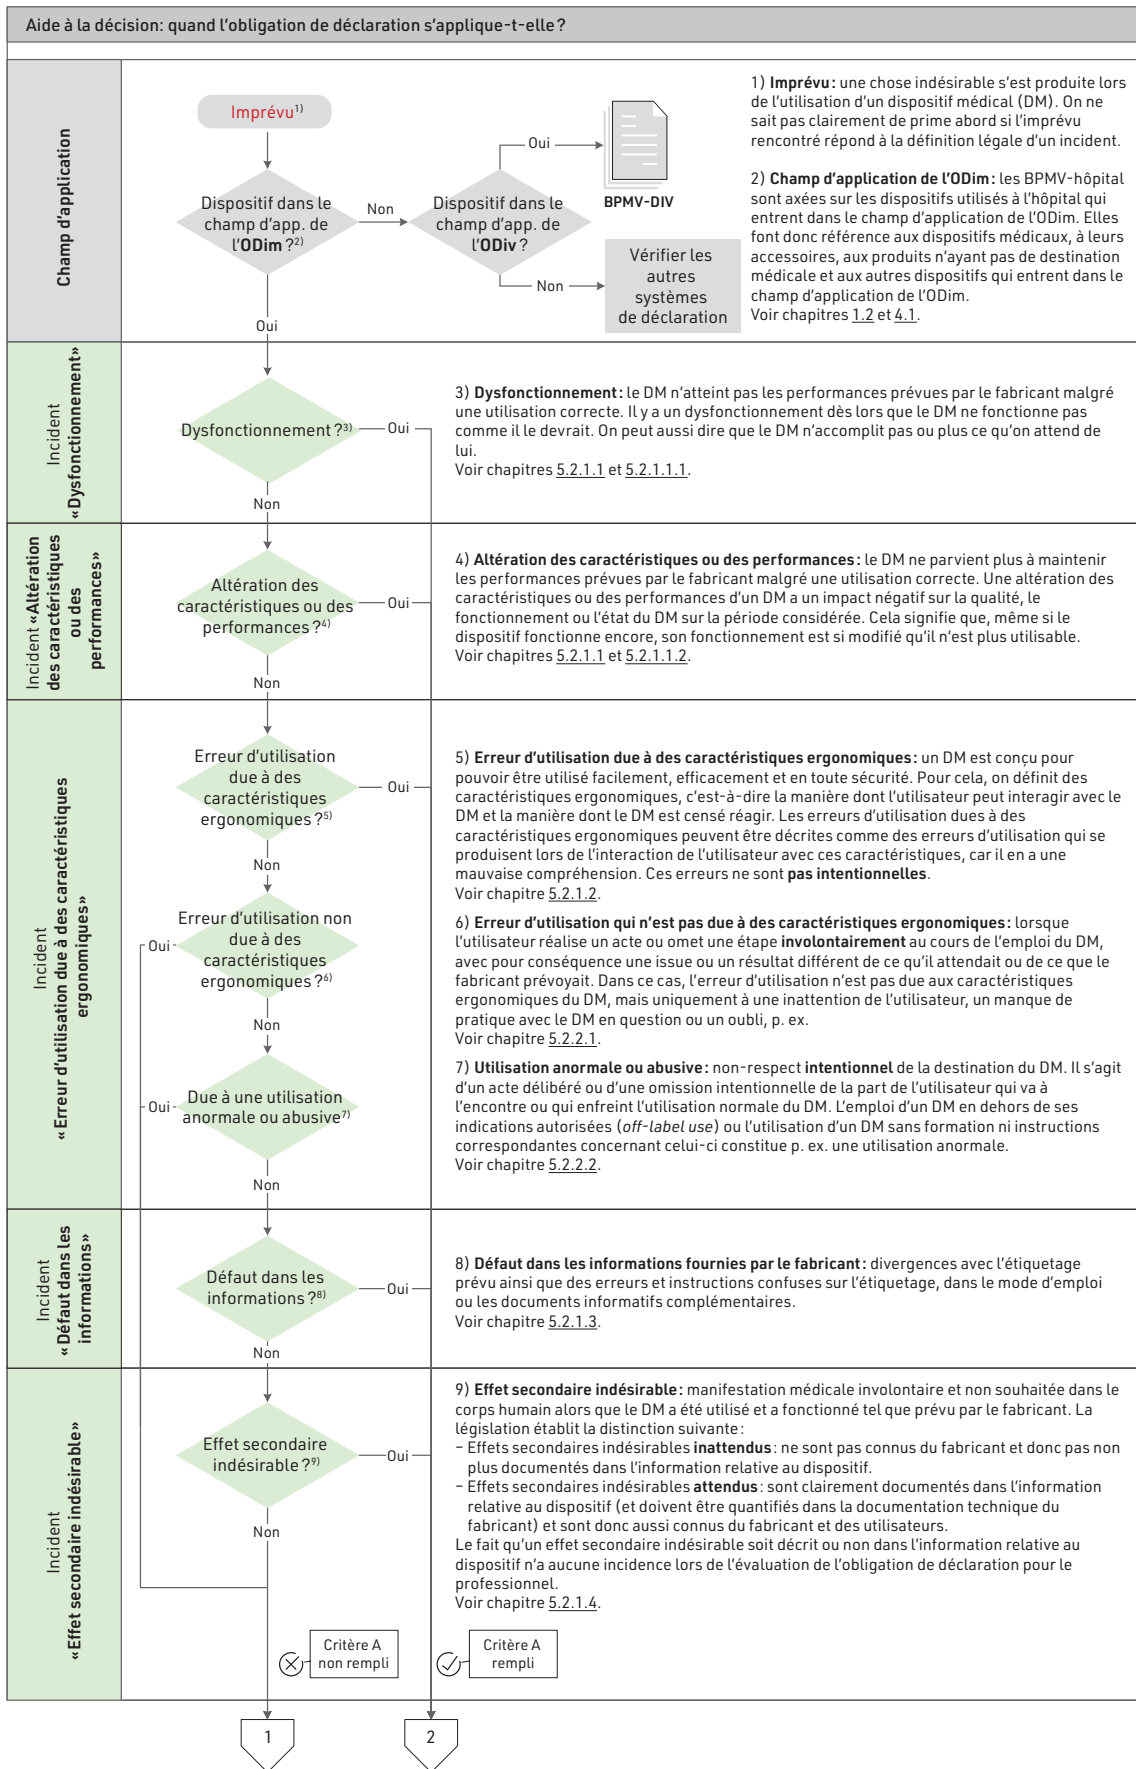 Aide à la décision: quand l'obligation de déclaration s'applique-t-elle?
Champ d'application
Imprévu1)
Dispositif dans le
champ d'app. de
l'ODim?2)
Non
Dispositif dans le
champ d'app. de
l'ODiv?
Oui
BPMV-DIV
Non
Vérifier les
autres
systèmes
de déclaration
Oui
1) Imprévu: une chose indésirable s'est produite lors
de l'utilisation d'un dispositif médical (DM). On ne
sait pas clairement de prime abord si l'imprévu
rencontré répond à la définition légale d'un incident.
2) Champ d'application de l'ODim: les BPMV-hôpital
sont axées sur les dispositifs utilisés à l'hôpital qui
entrent dans le champ d'application de l'ODim. Elles
font donc référence aux dispositifs médicaux, à leurs
accessoires, aux produits n'ayant pas de destination
médicale et aux autres dispositifs qui entrent dans le
champ d'application de l'ODim.
Voir chapitres 1.2 et 4.1.
Incident
«Dysfonctionnement»
Dysfonctionnement?3)
Oui
Non
3) Dysfonctionnement: le DM n'atteint pas les performances prévues par le fabricant malgré
une utilisation correcte. Il y a un dysfonctionnement dès lors que le DM ne fonctionne pas
comme il le devrait. On peut aussi dire que le DM n'accomplit pas ou plus ce qu'on attend de
lui.
Voir chapitres 5.2.1.1 et 5.2.1.1.1.
Incident «Altération
des caractéristiques
ou des
performances»
Altération des
caractéristiques ou des
performances?4)
Oui
Non
4) Altération des caractéristiques ou des performances: le DM ne parvient plus à maintenir
les performances prévues par le fabricant malgré une utilisation correcte. Une altération des
caractéristiques ou des performances d'un DM a un impact négatif sur la qualité, le
fonctionnement ou l'état du DM sur la période considérée. Cela signifie que, même si le
dispositif fonctionne encore, son fonctionnement est si modifié qu'il n'est plus utilisable.
Voir chapitres 5.2.1.1 et 5.2.1.1.2.
Incident
«Erreur d'utilisation due à des caractéristiques
ergonomiques»
Erreur d'utilisation
due à des
caractéristiques
ergonomiques?5)
Oui
Non
Erreur d'utilisation non
due à des
caractéristiques
ergonomiques?6)
Oui
Non
Due à une utilisation
anormale ou abusive7)
Oui
Non
5) Erreur d'utilisation due à des caractéristiques ergonomiques: un DM est conçu pour
pouvoir être utilisé facilement, efficacement et en toute sécurité. Pour cela, on définit des
caractéristiques ergonomiques, c'est-à-dire la manière dont l'utilisateur peut interagir avec le
DM et la manière dont le DM est censé réagir. Les erreurs d'utilisation dues à des
caractéristiques ergonomiques peuvent être décrites comme des erreurs d'utilisation qui se
produisent lors de l'interaction de l'utilisateur avec ces caractéristiques, car il en a une
mauvaise compréhension. Ces erreurs ne sont pas intentionnelles.
Voir chapitre 5.2.1.2.
6) Erreur d'utilisation qui n'est pas due à des caractéristiques ergonomiques: lorsque
l'utilisateur réalise un acte ou omet une étape involontairement au cours de l'emploi du DM,
avec pour conséquence une issue ou un résultat différent de ce qu'il attendait ou de ce que le
fabricant prévoyait. Dans ce cas, l'erreur d'utilisation n'est pas due aux caractéristiques
ergonomiques du DM, mais uniquement à une inattention de l'utilisateur, un manque de
pratique avec le DM en question ou un oubli, p. ex.
Voir chapitre 5.2.2.1.
7) Utilisation anormale ou abusive: non-respect intentionnel de la destination du DM. Il s'agit
d'un acte délibéré ou d'une omission intentionnelle de la part de l'utilisateur qui va à
l'encontre ou qui enfreint l'utilisation normale du DM. L'emploi d'un DM en dehors de ses
indications autorisées (off-label use) ou l'utilisation d'un DM sans formation ni instructions
correspondantes concernant celui-ci constitue p. ex. une utilisation anormale.
Voir chapitre 5.2.2.2.
Incident
«Défaut dans les
informations»
Défaut dans les
informations?8)
Oui
Non
8) Défaut dans les informations fournies par le fabricant: divergences avec l'étiquetage
prévu ainsi que des erreurs et instructions confuses sur l'étiquetage, dans le mode d'emploi
ou les documents informatifs complémentaires.
Voir chapitre 5.2.1.3.
Incident
«Effet secondaire indésirable»
Effet secondaire
indésirable?9)
Oui
Non
9) Effet secondaire indésirable: manifestation médicale involontaire et non souhaitée dans le
corps humain alors que le DM a été utilisé et a fonctionné tel que prévu par le fabricant. La
législation établit la distinction suivante:
– Effets secondaires indésirables inattendus: ne sont pas connus du fabricant et donc pas non
plus documentés dans l'information relative au dispositif.
– Effets secondaires indésirables attendus: sont clairement documentés dans l'information
relative au dispositif (et doivent être quantifiés dans la documentation technique du
fabricant) et sont donc aussi connus du fabricant et des utilisateurs.
Le fait qu'un effet secondaire indésirable soit décrit ou non dans l'information relative au
dispositif n'a aucune incidence lors de l'évaluation de l'obligation de déclaration pour le
professionnel.
Voir chapitre 5.2.1.4.
Critère A
non rempli
Critère A
rempli
1
2